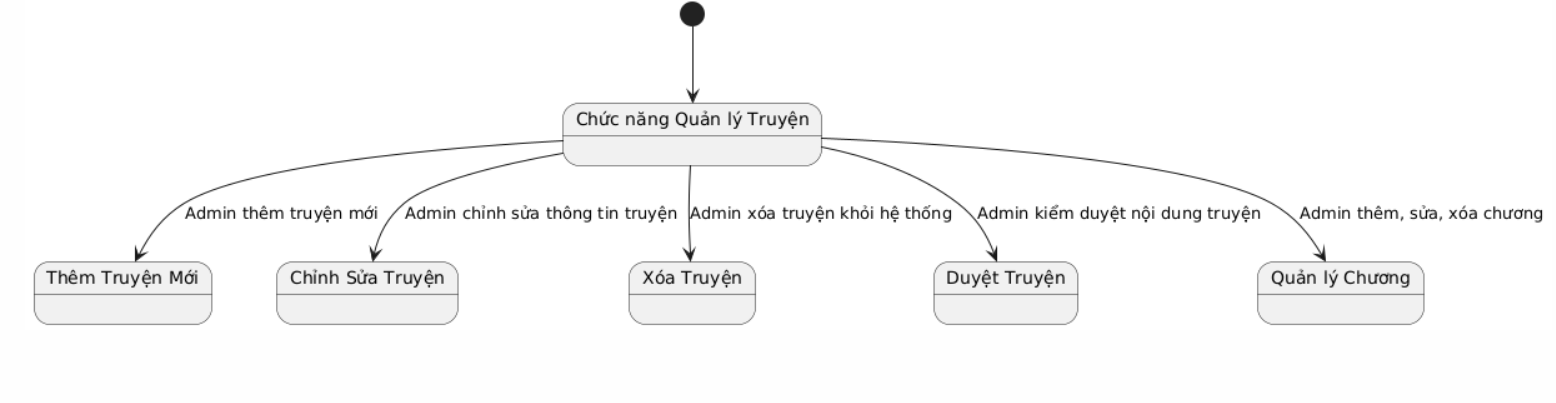 Chức năng Quản lý Truyện
Admin thêm truyện mới
Admin chỉnh sửa thông tin truyện
Admin xóa truyện khỏi hệ thống
Admin kiểm duyệt nội dung truyện
Admin thêm, sửa, xóa chương
Thêm Truyện Mới
Chỉnh Sửa Truyện
Xóa Truyện
Duyệt Truyện
Quản lý Chương